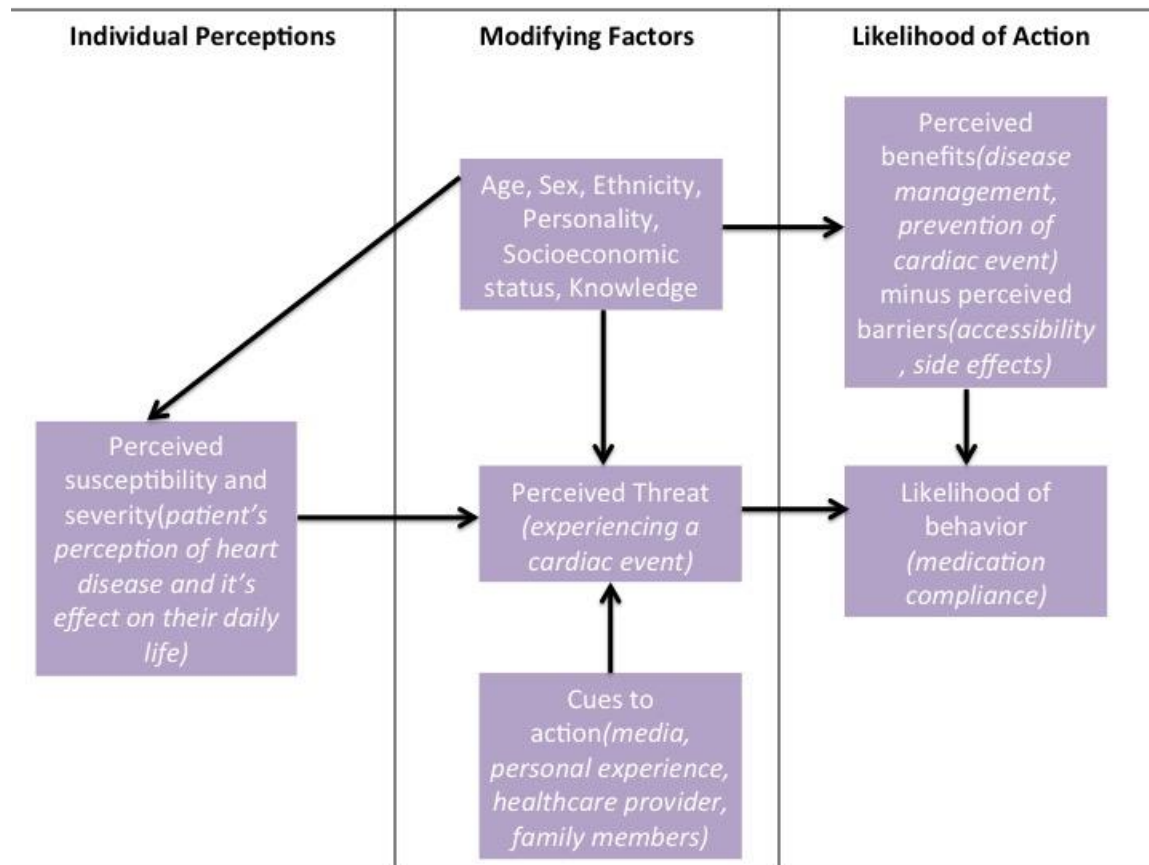 Individual Perceptions
Modifying Factors
Likelihood of Action
Age, Sex, Ethnicity,
Personality,
Socioeconomic
status, Knowledge
Perceived
benefits(disease
management,
prevention of
cardiac event)
minus perceived
barriers(accessibility
, side effects)
Perceived
susceptibility and
severity(patient's
perception of heart
disease and it's
effect on their daily
life)
Perceived Threat
(experiencing a
cardiac event)
Likelihood of
behavior
(medication
compliance)
Cues to
action(media,
personal experience,
healthcare provider,
family members)